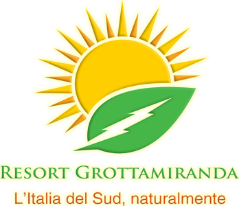 RESORT GROTTAMIRANDA
L'Italia del Sud, naturalmente